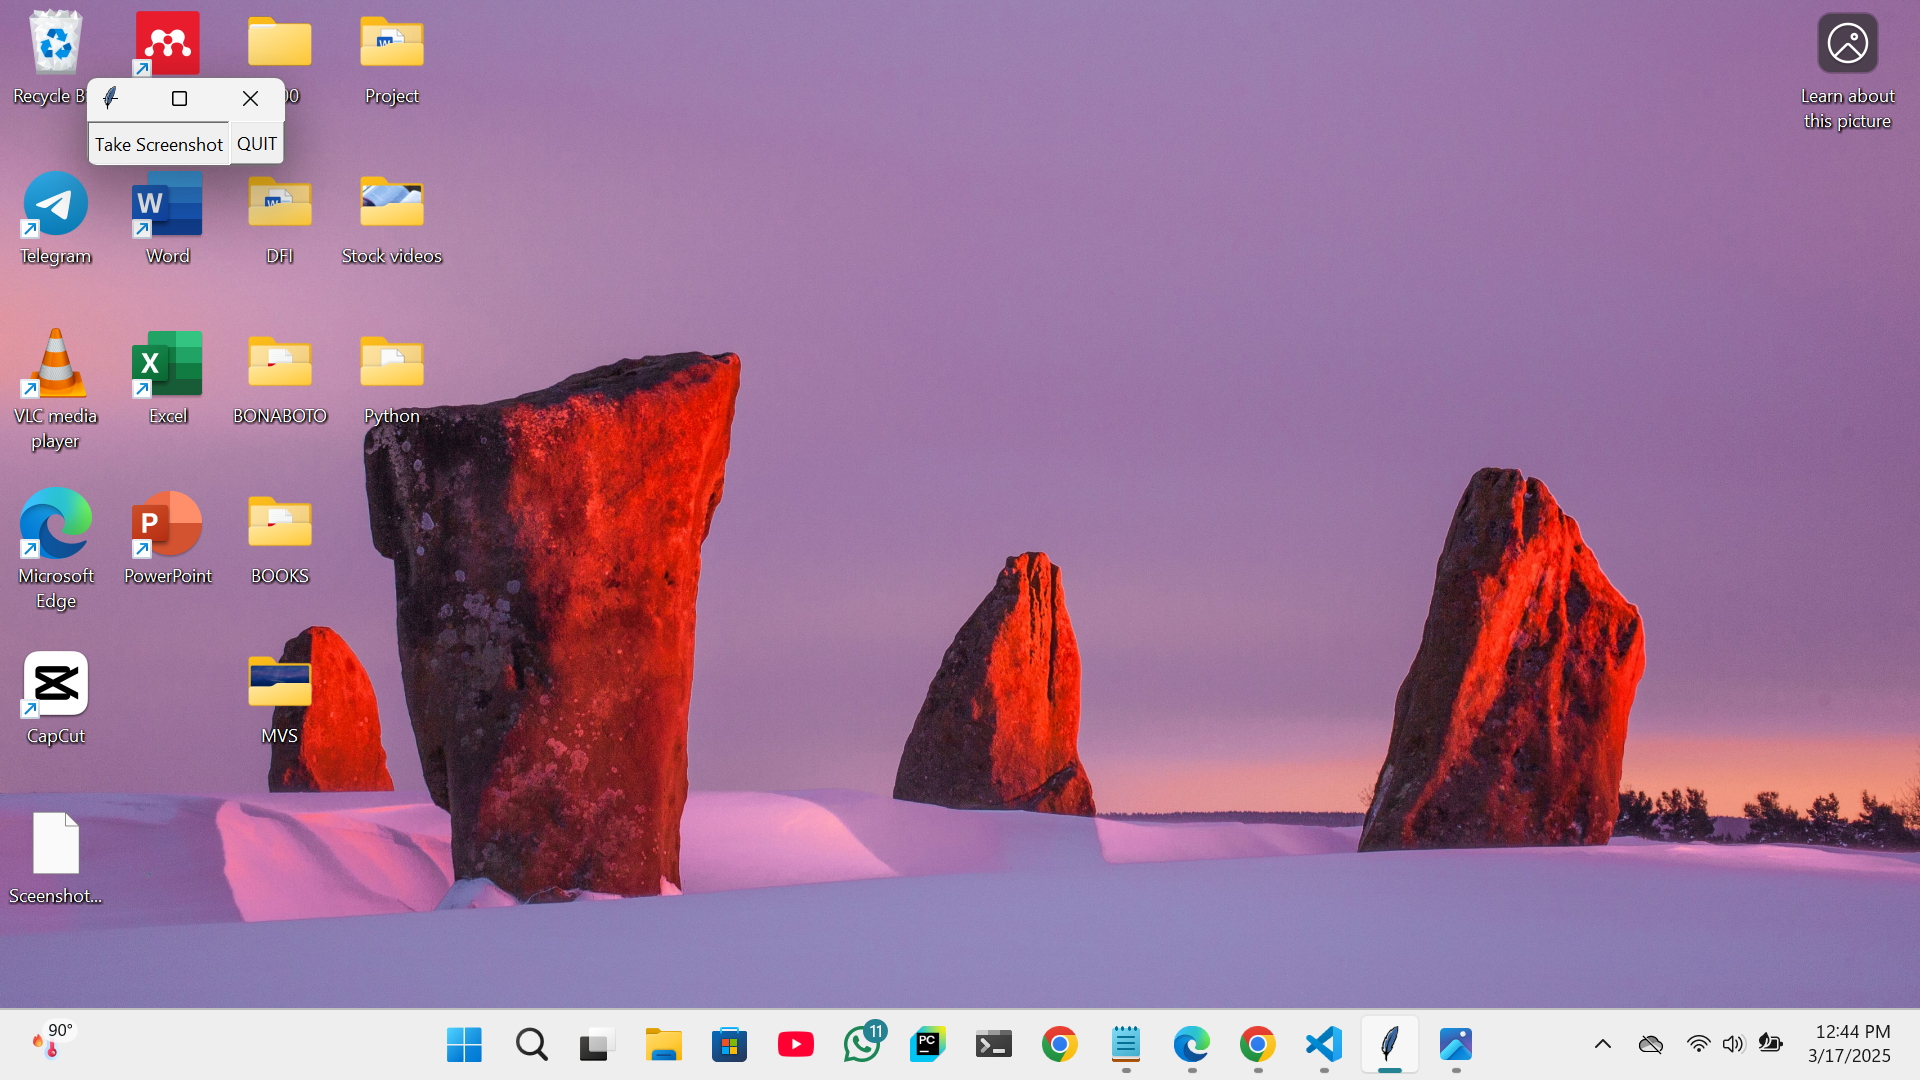 Recycle B
00
Project
Learn about
this picture
Take Screenshot
QUIT
Telegram
Word
DFI
Stock videos
VLC media
player
Excel
BONABOTO
Python
Microsoft
Edge
PowerPoint
BOOKS
CapCut
MVS
Sceenshot...
90°
11
12:44 PM
3/17/2025